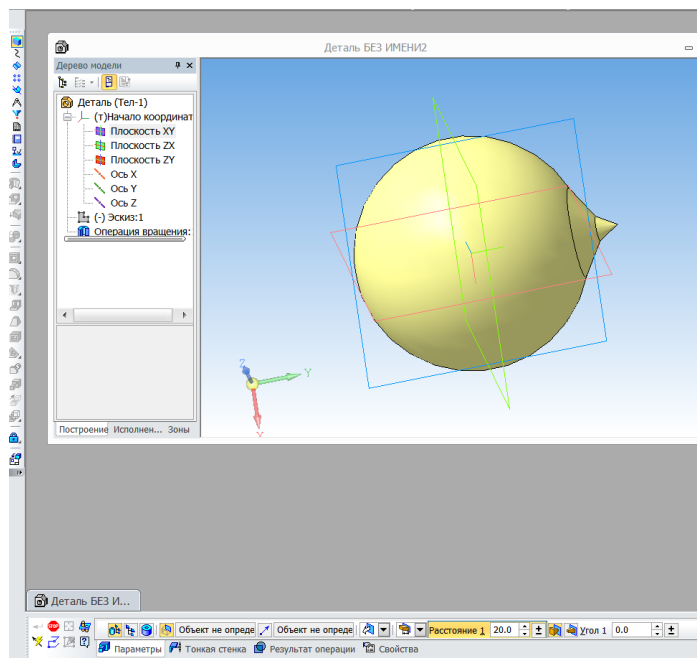 Деталь БЕЗ ИМЕНИ2
Дерево модели
Деталь (Тел-1)
(т)Начало координат
Плоскость XY
Плоскость ZX
Плоскость ZY
Ось X
Ось Y
Ось Z
(-) Эскиз:1
Операция вращения:
Z
Y
X
Построение Исполнен... Зоны
Деталь БЕЗ И...
STOP Объект не опреде Объект не опреде Расстояние 1 20.0 Угол 1 0.0
Параметры Тонкая стенка Результат операции Свойства